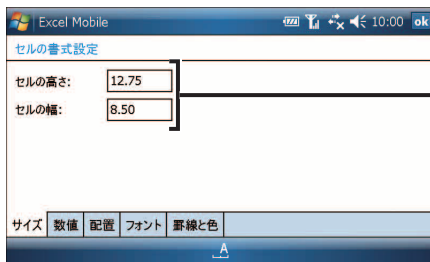 Excel Mobile 10:00 ok
セルの書式設定
セルの高さ: 12.75
セルの幅: 8.50
サイズ 数値 配置 フォント 罫線と色
A